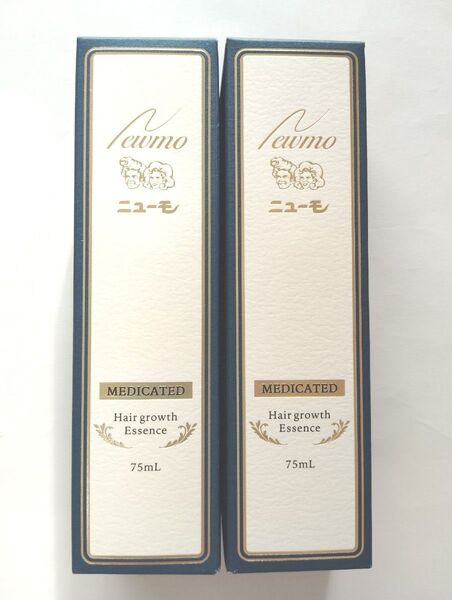 Newmo
ニューモ
MEDICATED
Hair growth
Essence
75mL
Newmo
ニューモ
MEDICATED
Hair growth
Essence
75mL